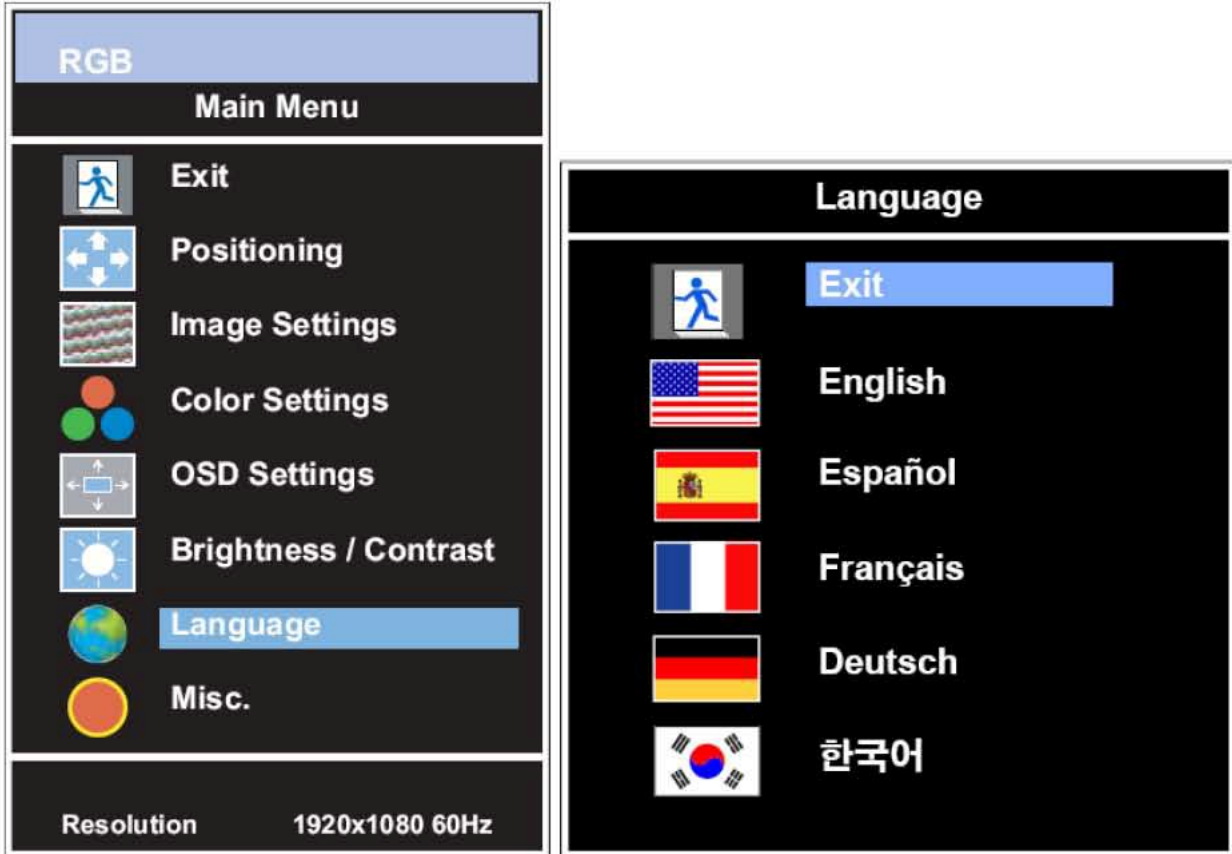 RGB
Main Menu
Exit
Positioning
Image Settings
Color Settings
OSD Settings
Brightness / Contrast
Language
Misc.
Resolution 1920x1080 60Hz
Language
Exit
English
Español
Français
Deutsch
한국어